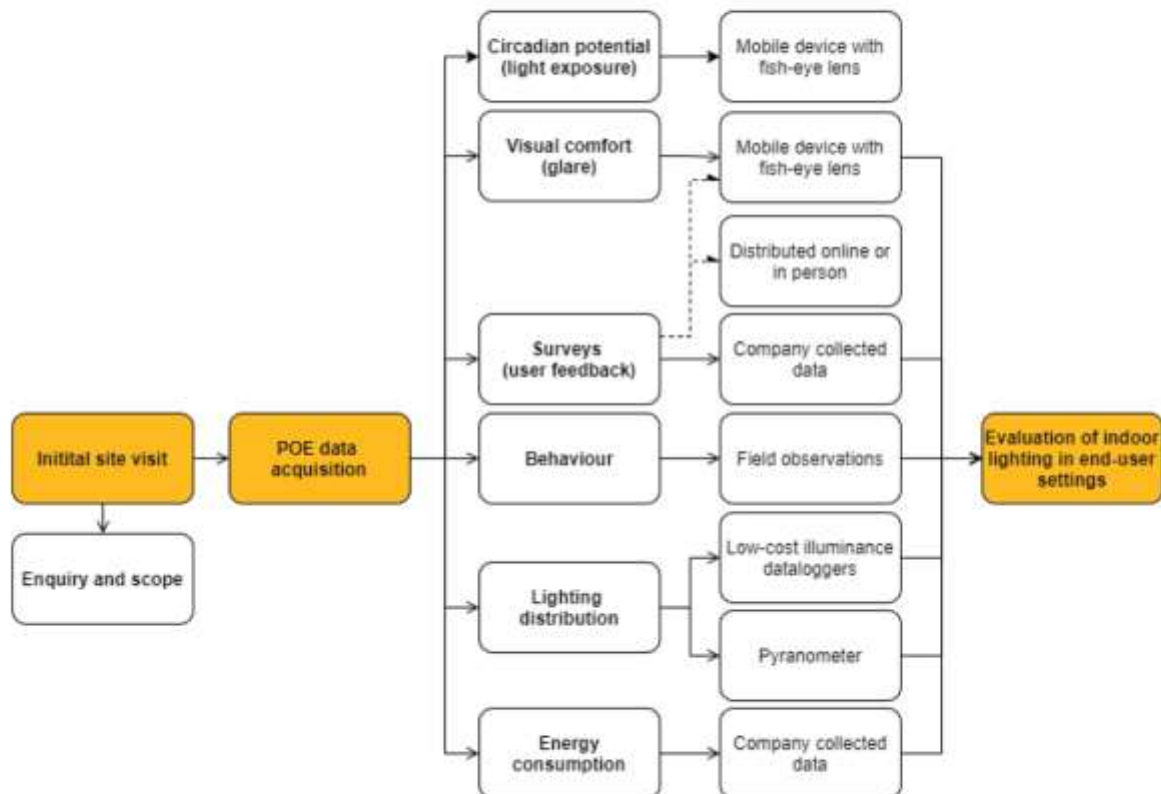 Circadian potential
(light exposure)
Mobile device with
fish-eye lens
Visual comfort
(glare)
Mobile device with
fish-eye lens
Distributed online or
in person
Surveys
(user feedback)
Company collected
data
Initital site visit
POE data
acquisition
Behaviour
Field observations
Evaluation of indoor
lighting in end-user
settings
Enquiry and scope
Lighting
distribution
Low-cost illuminance
dataloggers
Pyranometer
Energy
consumption
Company collected
data